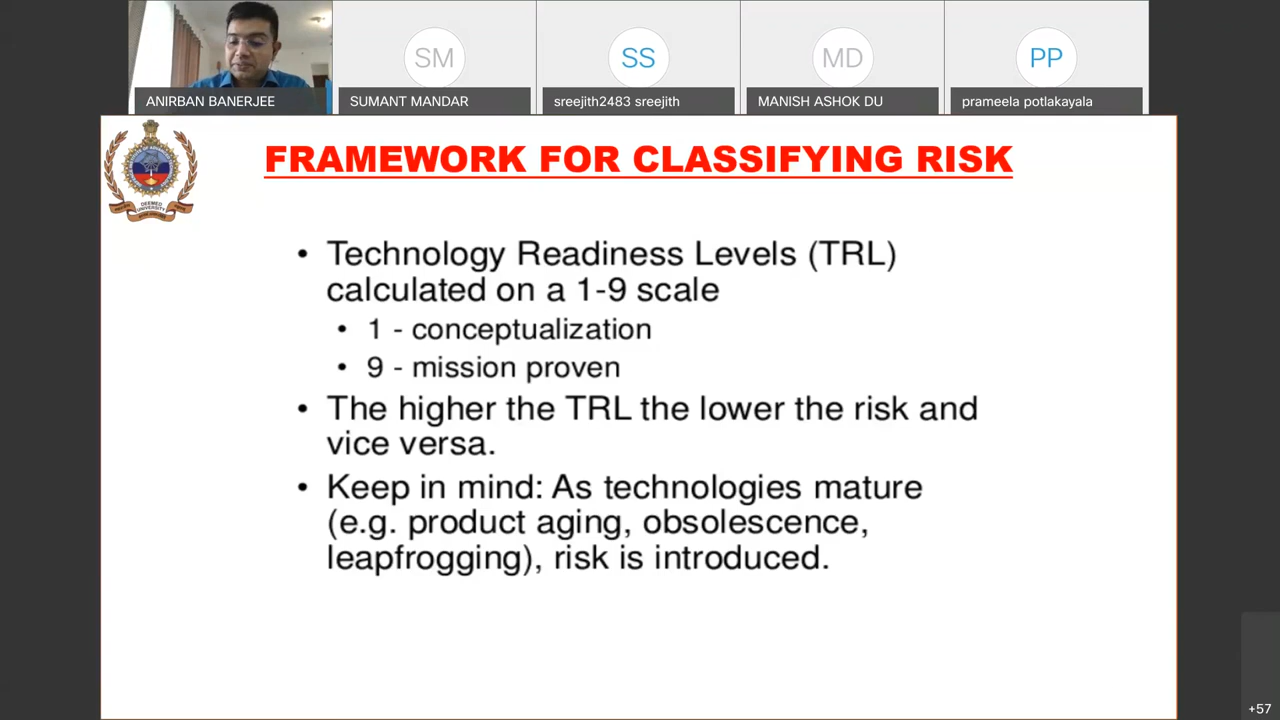 SM
SS
MD
PP
ANIRBAN BANERJEE
SUMANT MANDAR
sreejith2483 sreejith
MANISH ASHOK DU
prameela potlakayala
DEEMED
UNIVERSITY
FRAMEWORK FOR CLASSIFYING RISK
• Technology Readiness Levels (TRL)
calculated on a 1-9 scale
• 1 - conceptualization
• 9 - mission proven
• The higher the TRL the lower the risk and
vice versa.
• Keep in mind: As technologies mature
(e.g. product aging, obsolescence,
leapfrogging), risk is introduced.
+57